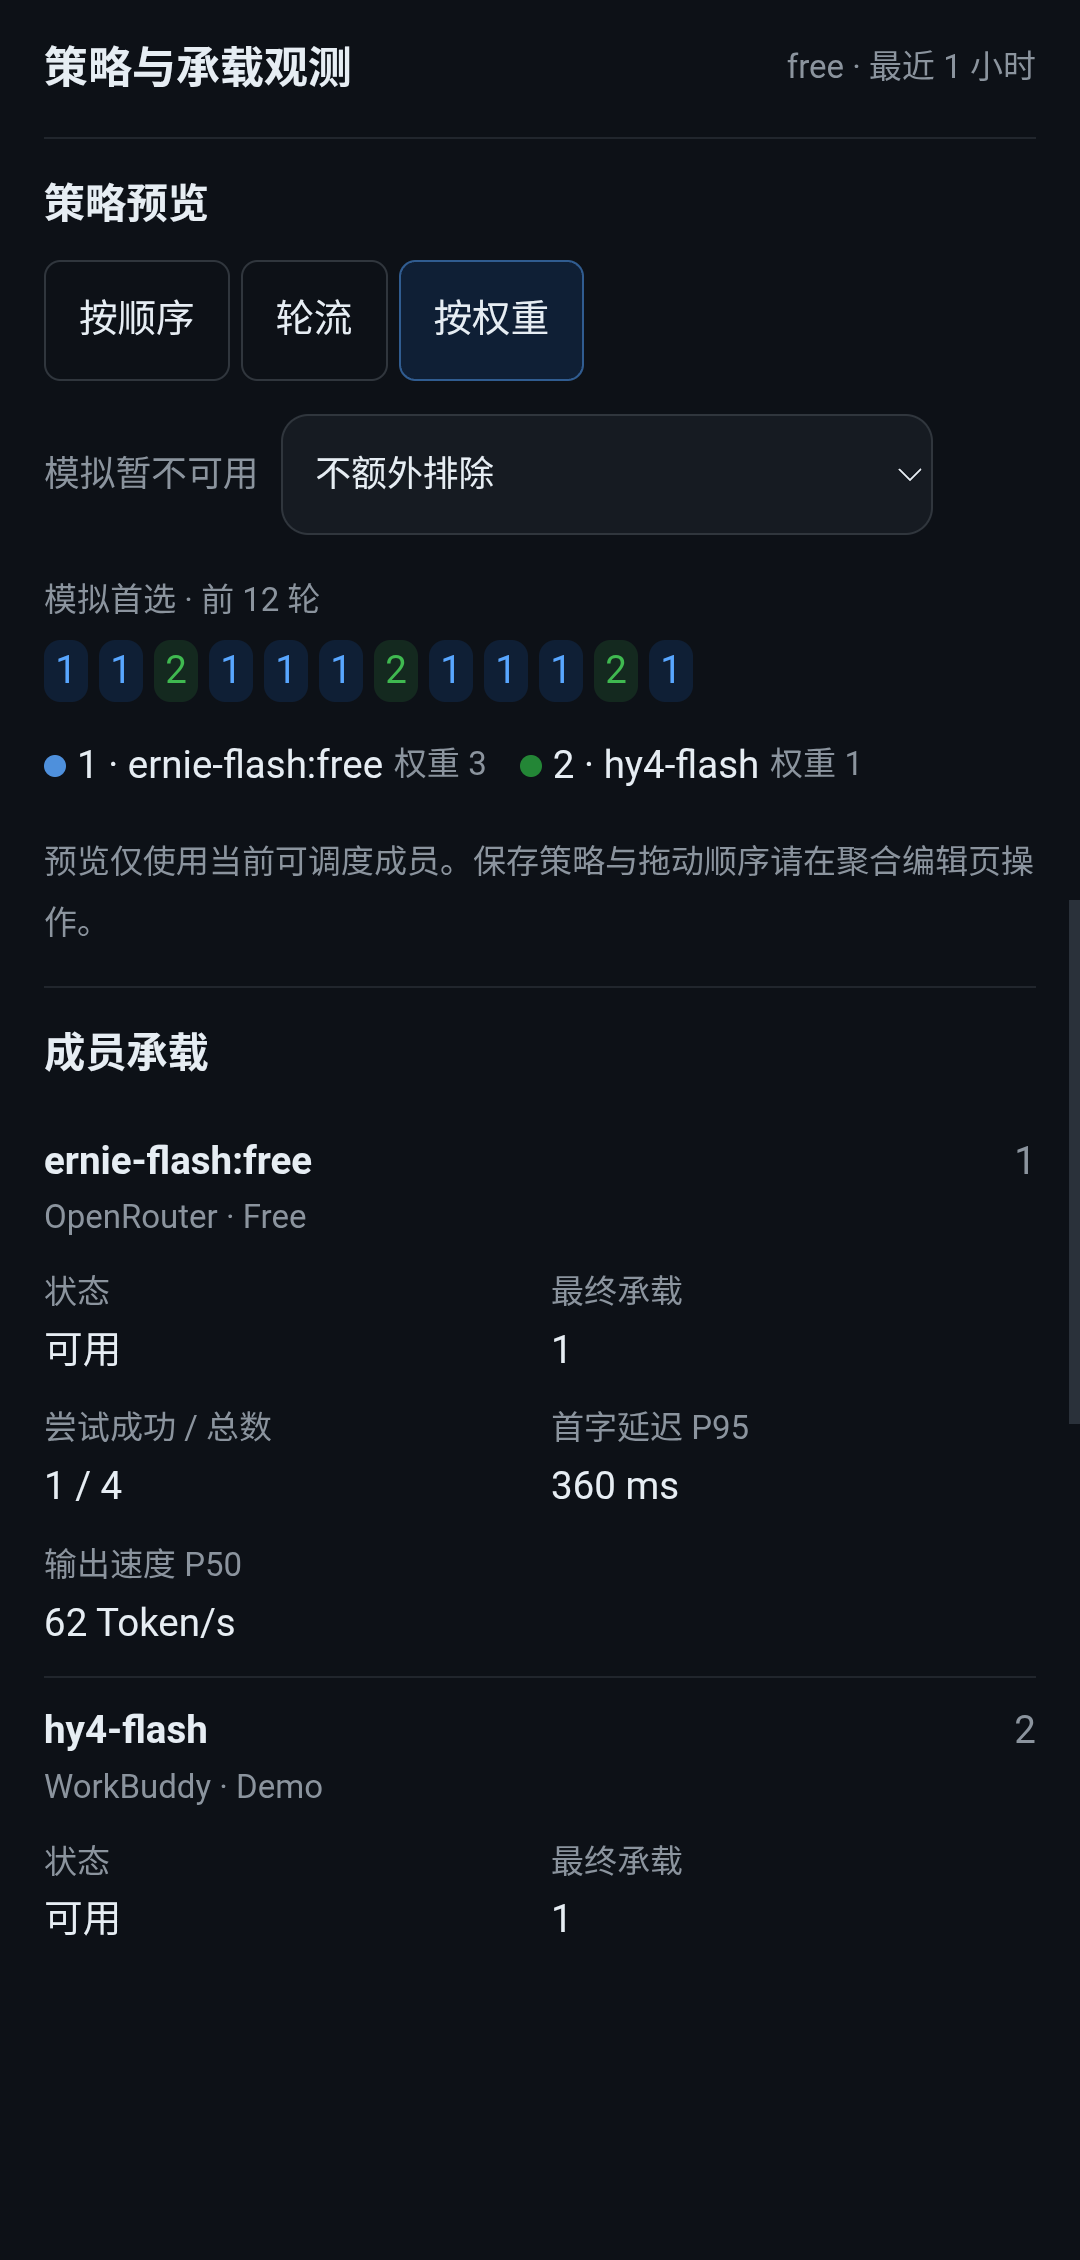 策略与承载观测
free · 最近 1 小时
策略预览
按顺序 轮流 按权重
模拟暂不可用 不额外排除
模拟首选 · 前 12 轮
1 1 2 1 1 1 2 1 1 1 2 1
1 · ernie-flash:free 权重 3 2 · hy4-flash 权重 1
预览仅使用当前可调度成员。保存策略与拖动顺序请在聚合编辑页操
作。
成员承载
ernie-flash:free 1
OpenRouter · Free
状态 最终承载
可用 1
尝试成功 / 总数 首字延迟 P95
1 / 4 360 ms
输出速度 P50
62 Token/s
hy4-flash 2
WorkBuddy · Demo
状态 最终承载
可用 1